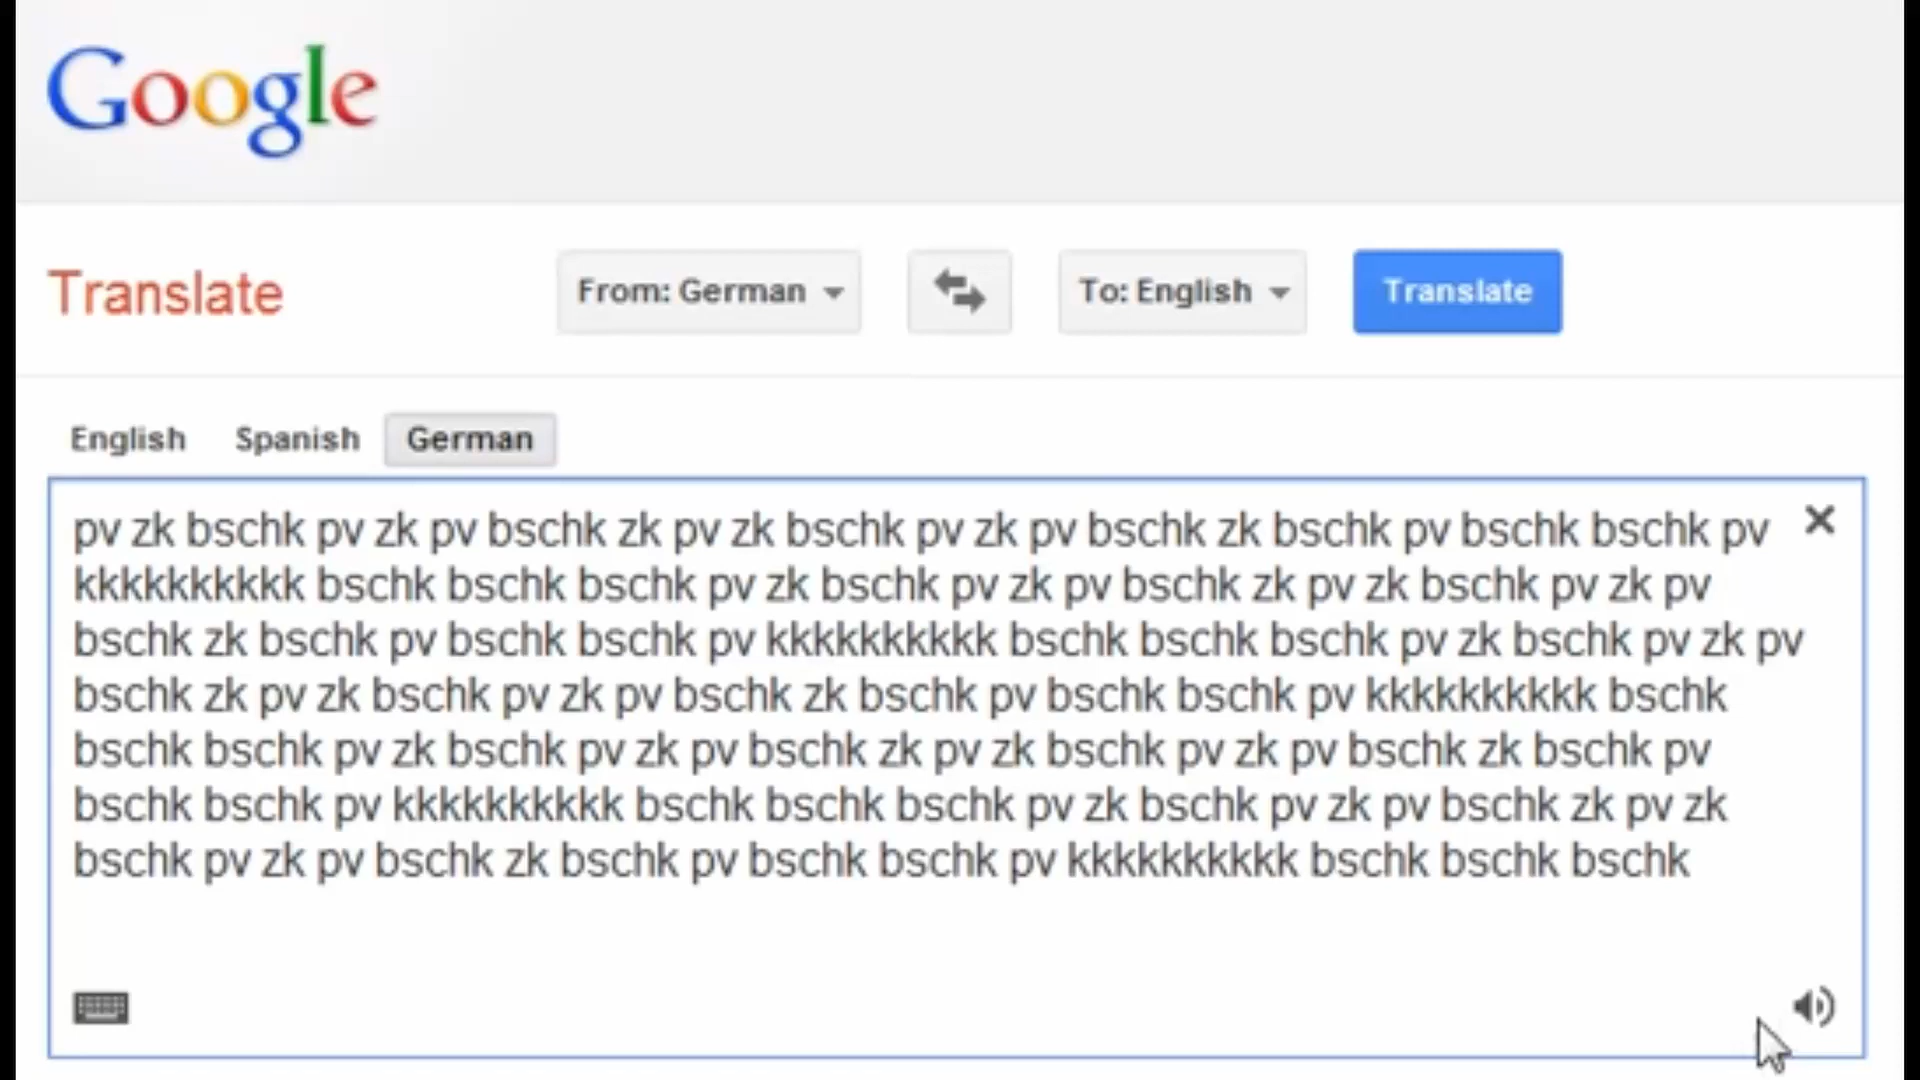 Google
Translate
From: German
To: English
Translate
English Spanish German
pv zk bschk pv zk pv bschk zk pv zk bschk pv zk pv bschk zk bschk pv bschk bschk pv
kkkkkkkkkk bschk bschk bschk pv zk bschk pv zk pv bschk zk pv zk bschk pv zk pv
bschk zk bschk pv bschk bschk pv kkkkkkkkkk bschk bschk bschk pv zk bschk pv zk pv
bschk zk pv zk bschk pv zk pv bschk zk bschk pv bschk bschk pv kkkkkkkkkk bschk
bschk bschk pv zk bschk pv zk pv bschk zk pv zk bschk pv zk pv bschk zk bschk pv
bschk bschk pv kkkkkkkkkk bschk bschk bschk pv zk bschk pv zk pv bschk zk pv zk
bschk pv zk pv bschk zk bschk pv bschk bschk pv kkkkkkkkkk bschk bschk bschk